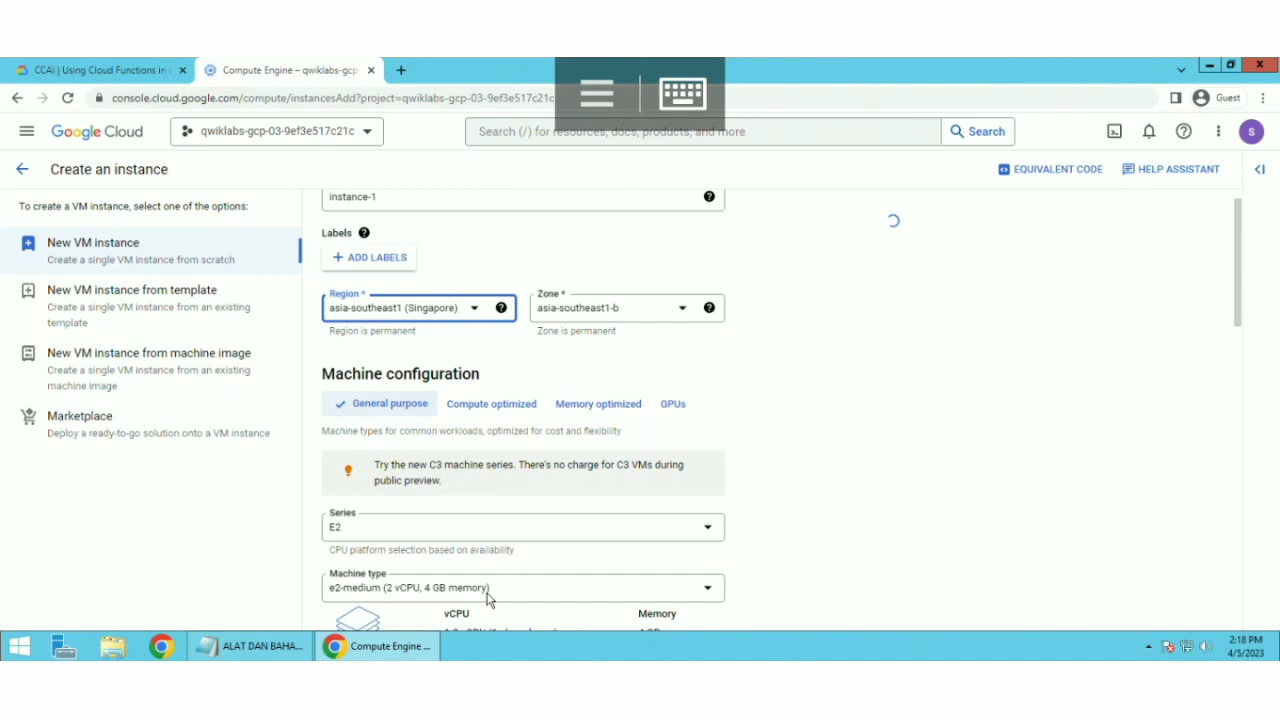 CCAI | Using Cloud Functions in
Compute Engine – qwiklabs-gcp
console.cloud.google.com/compute/instancesAdd?project=qwiklabs-gcp-03-9ef3e517c21c
Guest
Google Cloud
qwiklabs-gcp-03-9ef3e517c21c
Search (/) for resources, docs, products, and more
Search
S
Create an instance
EQUIVALENT CODE
HELP ASSISTANT
To create a VM instance, select one of the options:
New VM instance
Create a single VM instance from scratch
New VM instance from template
Create a single VM instance from an existing
template
New VM instance from machine image
Create a single VM instance from an existing
machine image
Marketplace
Deploy a ready-to-go solution onto a VM instance
instance-1
Labels
ADD LABELS
Region *
asia-southeast1 (Singapore)
Region is permanent
Zone *
asia-southeast1-b
Zone is permanent
Machine configuration
General purpose
Compute optimized
Memory optimized
GPUs
Machine types for common workloads, optimized for cost and flexibility
Try the new C3 machine series. There's no charge for C3 VMs during
public preview.
Series
E2
CPU platform selection based on availability
Machine type
e2-medium (2 vCPU, 4 GB memory)
vCPU
Memory
ALAT DAN BAHA...
Compute Engine ...
2:18 PM
4/5/2023